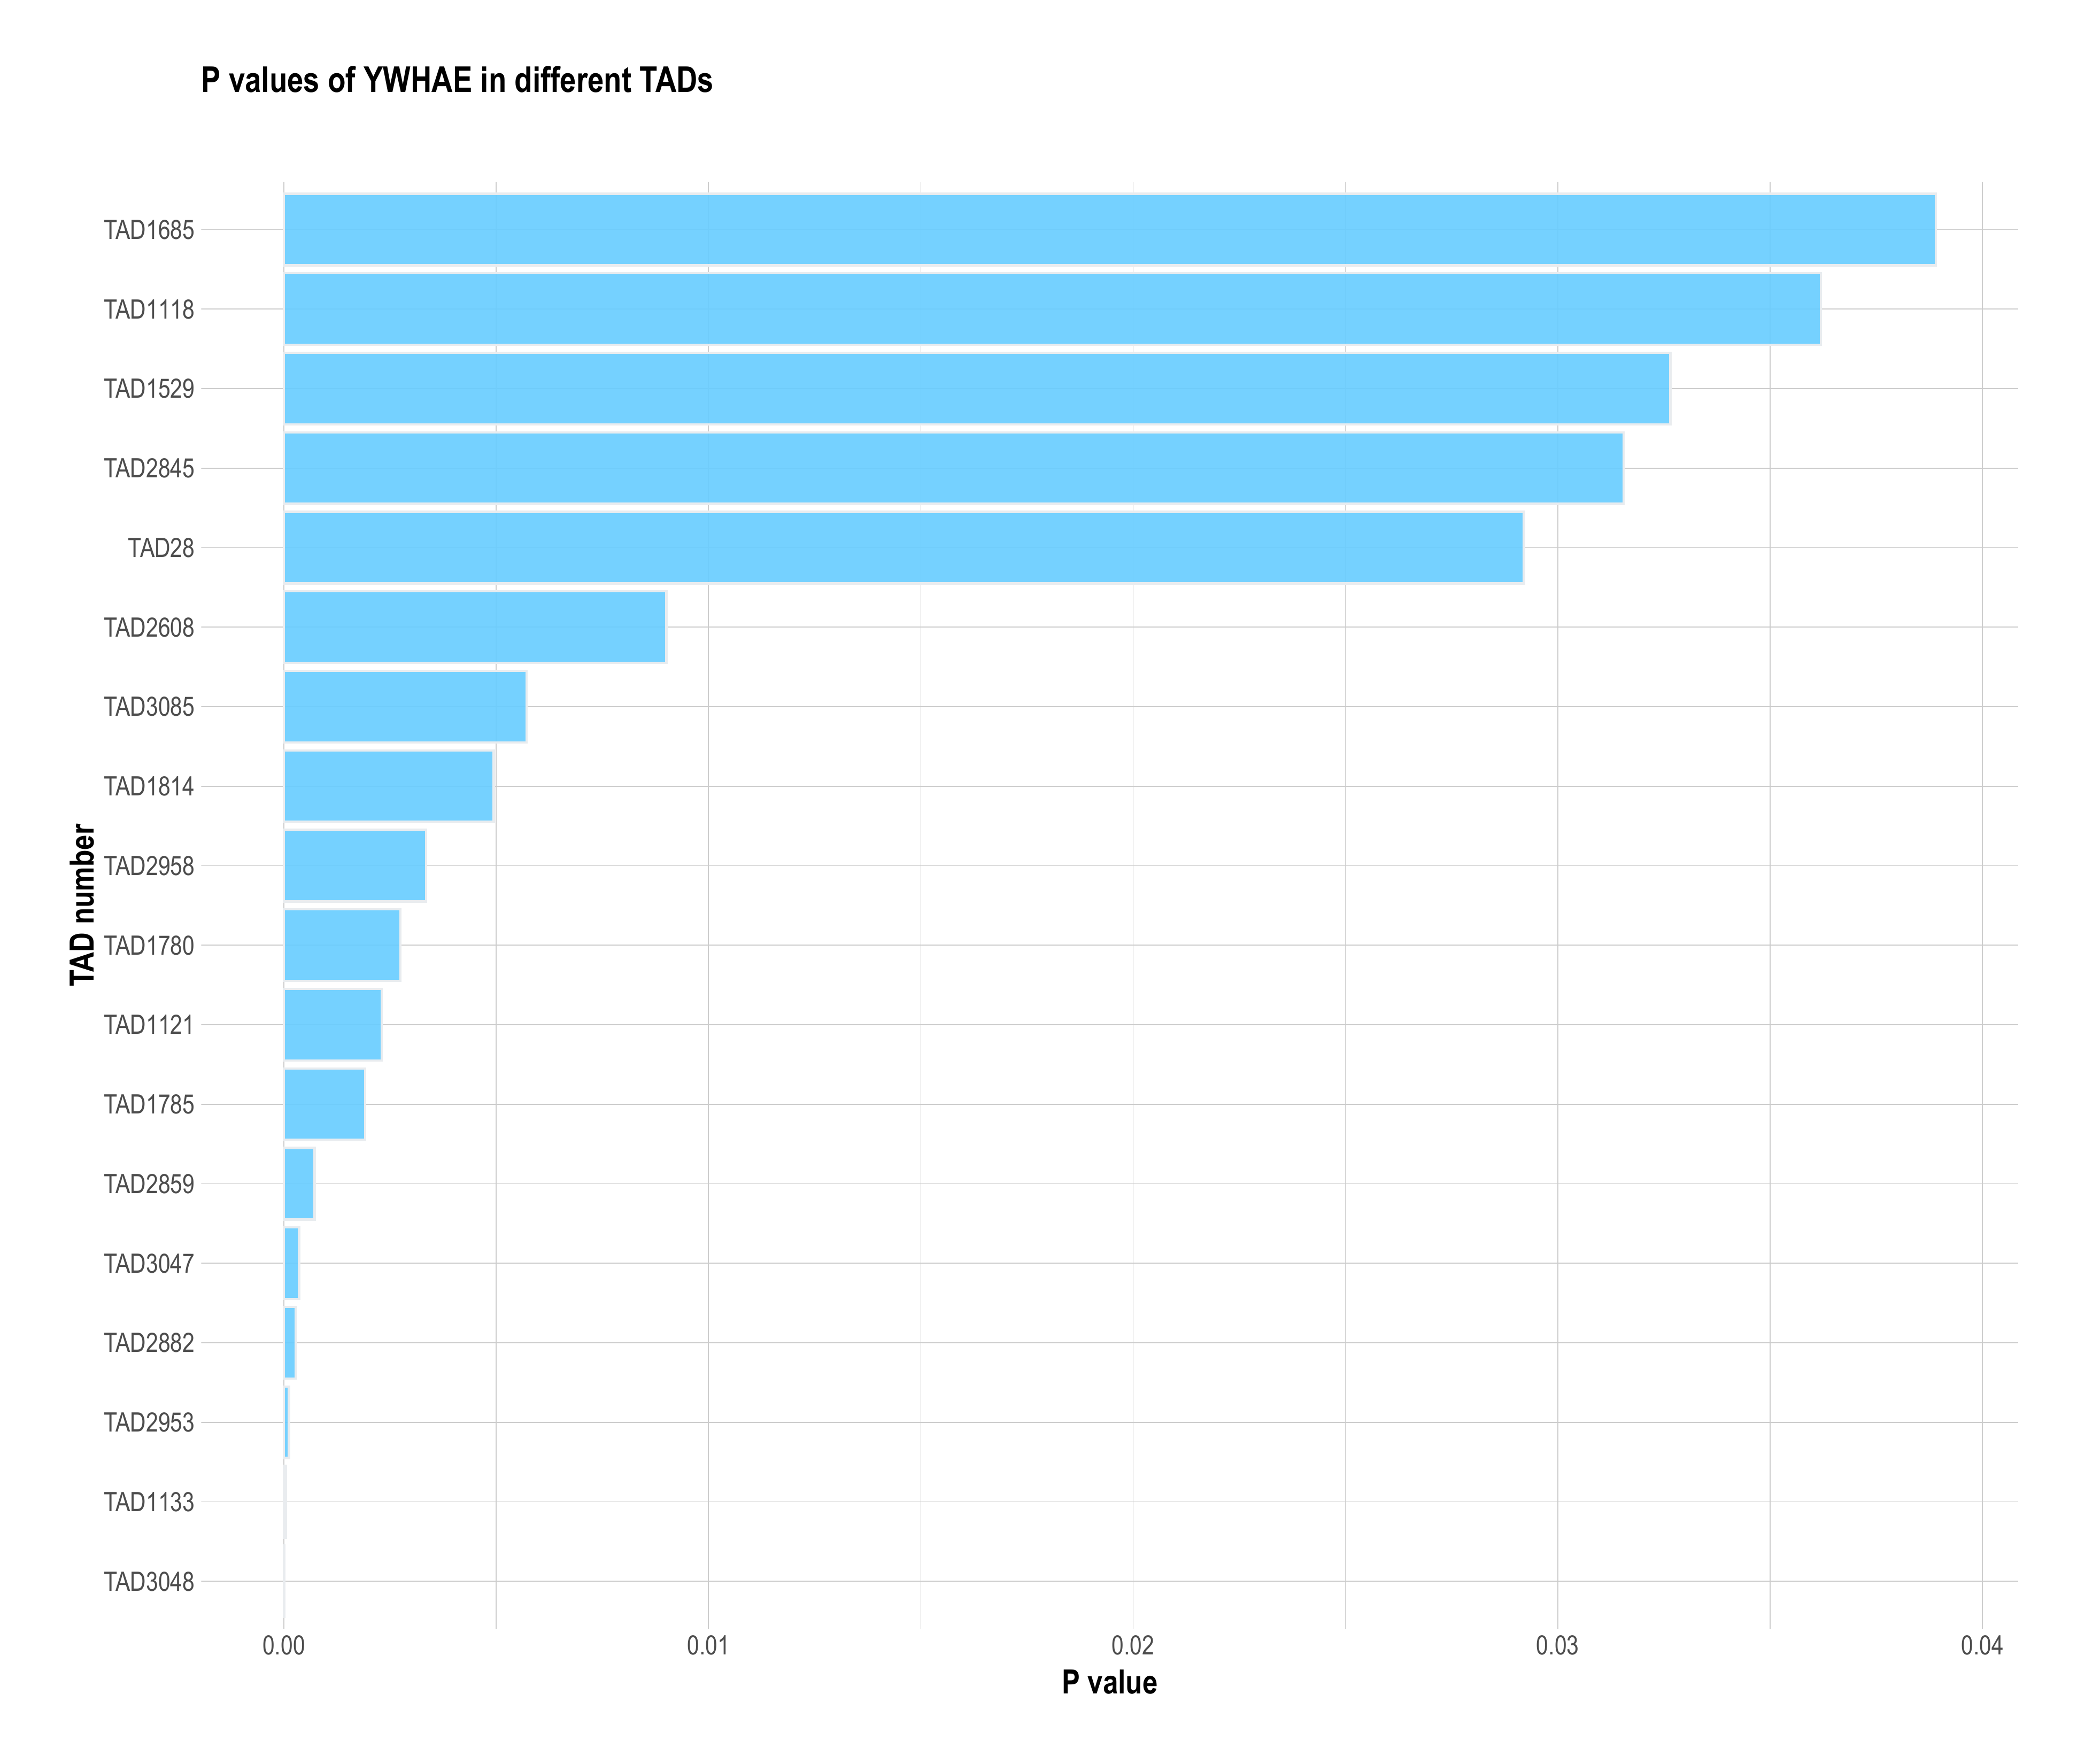 P values of YWHAE in different TADs
TAD number
TAD1685
TAD1118
TAD1529
TAD2845
TAD28
TAD2608
TAD3085
TAD1814
TAD2958
TAD1780
TAD1121
TAD1785
TAD2859
TAD3047
TAD2882
TAD2953
TAD1133
TAD3048
0.00 0.01 0.02 0.03 0.04
P value